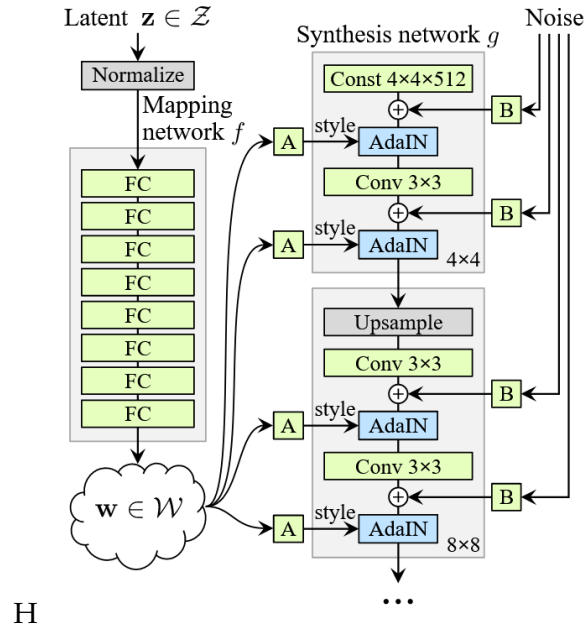 Latent z ∈ 𝒵
Normalize
Mapping
network f
FC
FC
FC
FC
FC
FC
FC
FC
w ∈ 𝒲
A
A
A
A
style
style
style
style
Synthesis network g
Const 4×4×512
AdaIN
Conv 3×3
AdaIN
4×4
Upsample
Conv 3×3
AdaIN
Conv 3×3
AdaIN
8×8
...
Noise
B
B
B
B
H